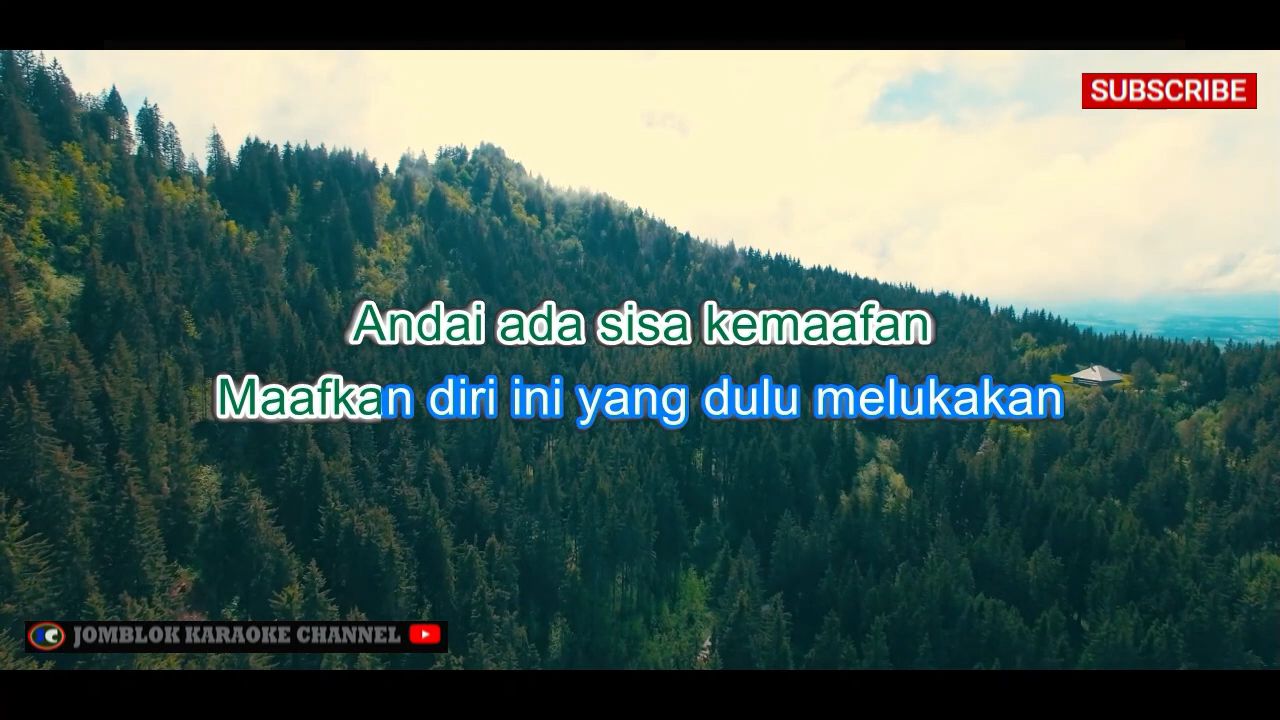 SUBSCRIBE
Andai ada sisa kemaafan
Maafkan diri ini yang dulu melukakan
JOMBLOK KARAOKE CHANNEL